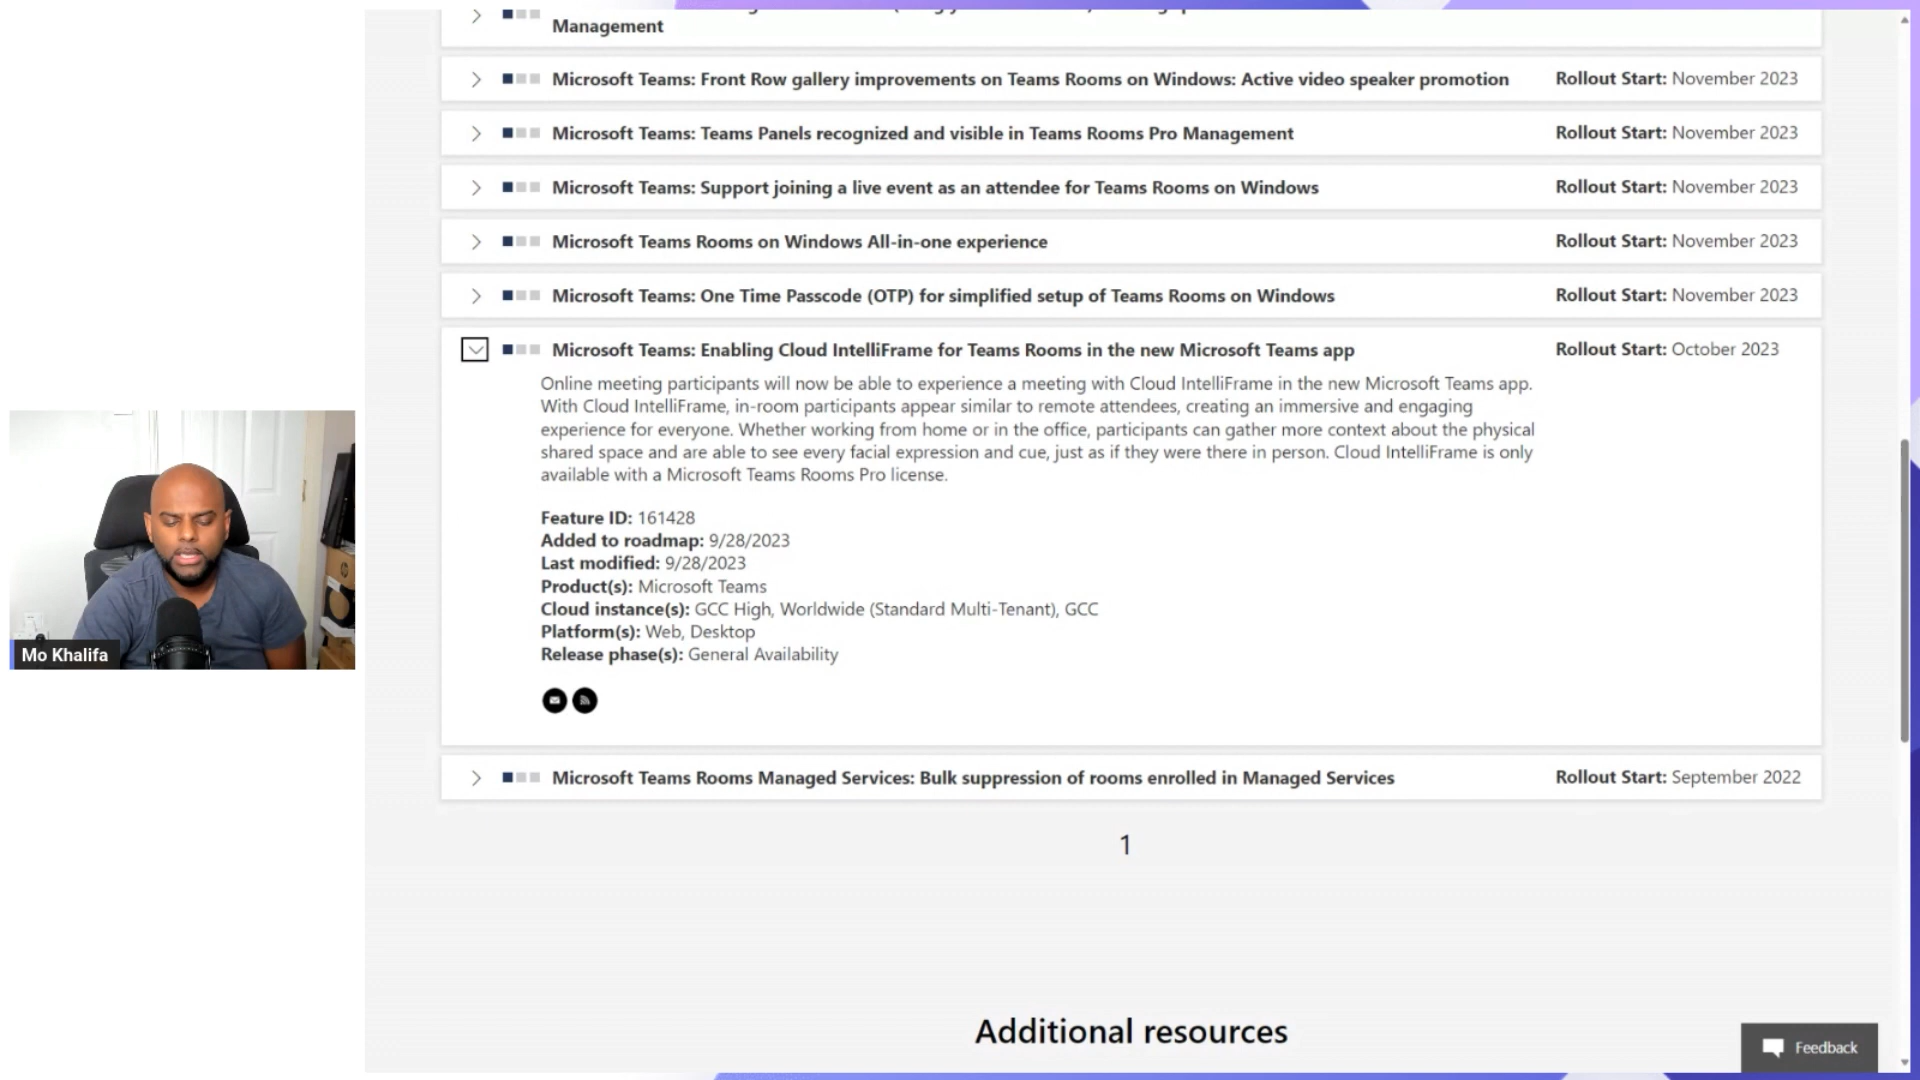 Management
Microsoft Teams: Front Row gallery improvements on Teams Rooms on Windows: Active video speaker promotion Rollout Start: November 2023
Microsoft Teams: Teams Panels recognized and visible in Teams Rooms Pro Management Rollout Start: November 2023
Microsoft Teams: Support joining a live event as an attendee for Teams Rooms on Windows Rollout Start: November 2023
Microsoft Teams Rooms on Windows All-in-one experience Rollout Start: November 2023
Microsoft Teams: One Time Passcode (OTP) for simplified setup of Teams Rooms on Windows Rollout Start: November 2023
Microsoft Teams: Enabling Cloud IntelliFrame for Teams Rooms in the new Microsoft Teams app Rollout Start: October 2023
Online meeting participants will now be able to experience a meeting with Cloud IntelliFrame in the new Microsoft Teams app.
With Cloud IntelliFrame, in-room participants appear similar to remote attendees, creating an immersive and engaging
experience for everyone. Whether working from home or in the office, participants can gather more context about the physical
shared space and are able to see every facial expression and cue, just as if they were there in person. Cloud IntelliFrame is only
available with a Microsoft Teams Rooms Pro license.
Feature ID: 161428
Added to roadmap: 9/28/2023
Last modified: 9/28/2023
Product(s): Microsoft Teams
Cloud instance(s): GCC High, Worldwide (Standard Multi-Tenant), GCC
Platform(s): Web, Desktop
Release phase(s): General Availability
Mo Khalifa
Microsoft Teams Rooms Managed Services: Bulk suppression of rooms enrolled in Managed Services Rollout Start: September 2022
1
Additional resources
Feedback